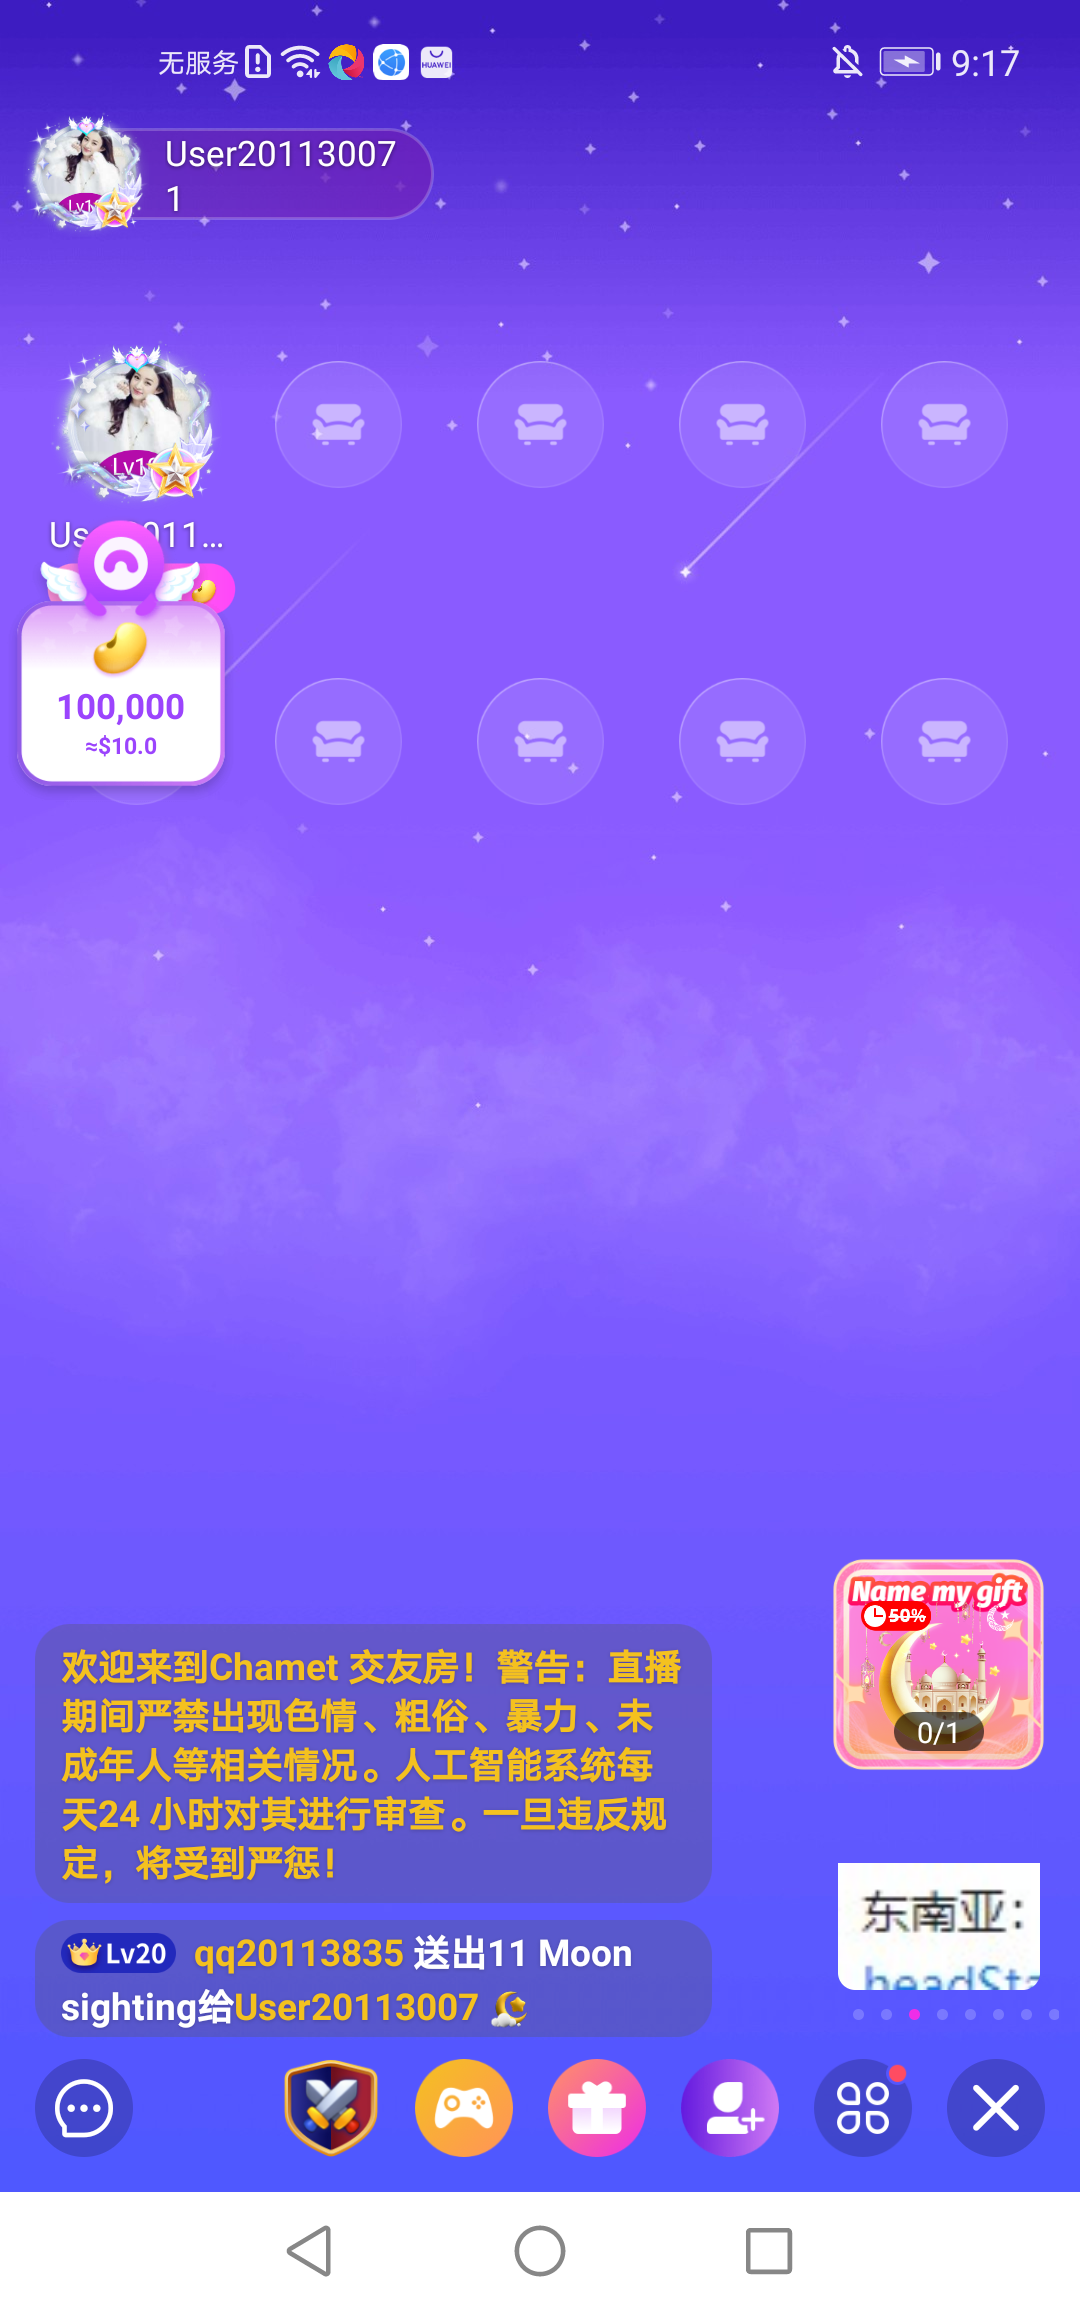 无服务
HUAWEI
9:17
User20113007
1
Lv1
Lv1
100,000
≈$10.0
Name my gift
50%
0/1
欢迎来到Chamet 交友房！警告：直播
期间严禁出现色情、粗俗、暴力、未
成年人等相关情况。人工智能系统每
天24 小时对其进行审查。一旦违反规
定，将受到严惩！
东南亚：
Lv20 qq20113835 送出11 Moon
sighting给User20113007